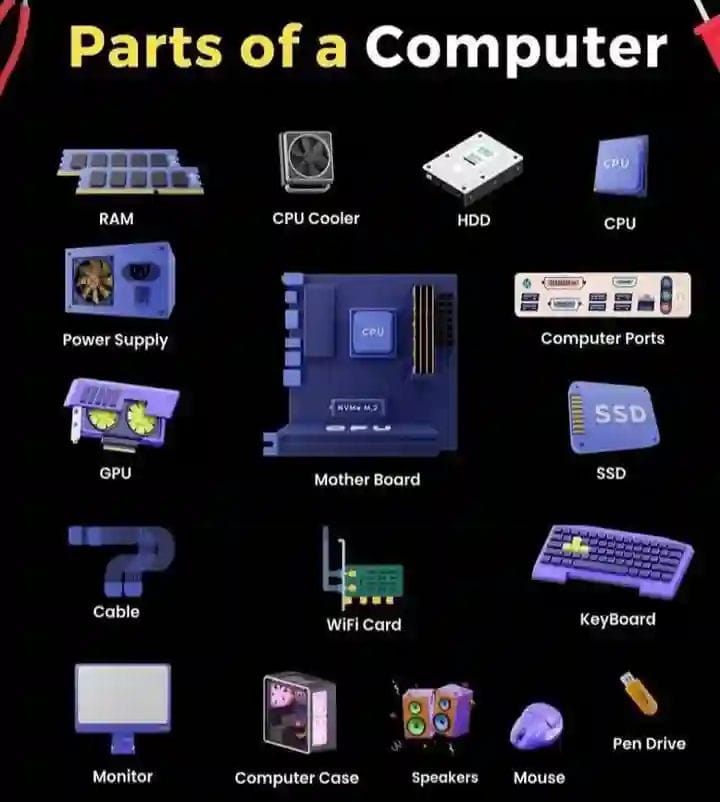 Parts of a Computer
RAM
CPU Cooler
HDD
CPU
CPU
Power Supply
CPU
NVMe M.2
GPU
Computer Ports
GPU
Mother Board
SSD
SSD
Cable
WiFi Card
KeyBoard
Monitor
Computer Case
Speakers
Mouse
Pen Drive